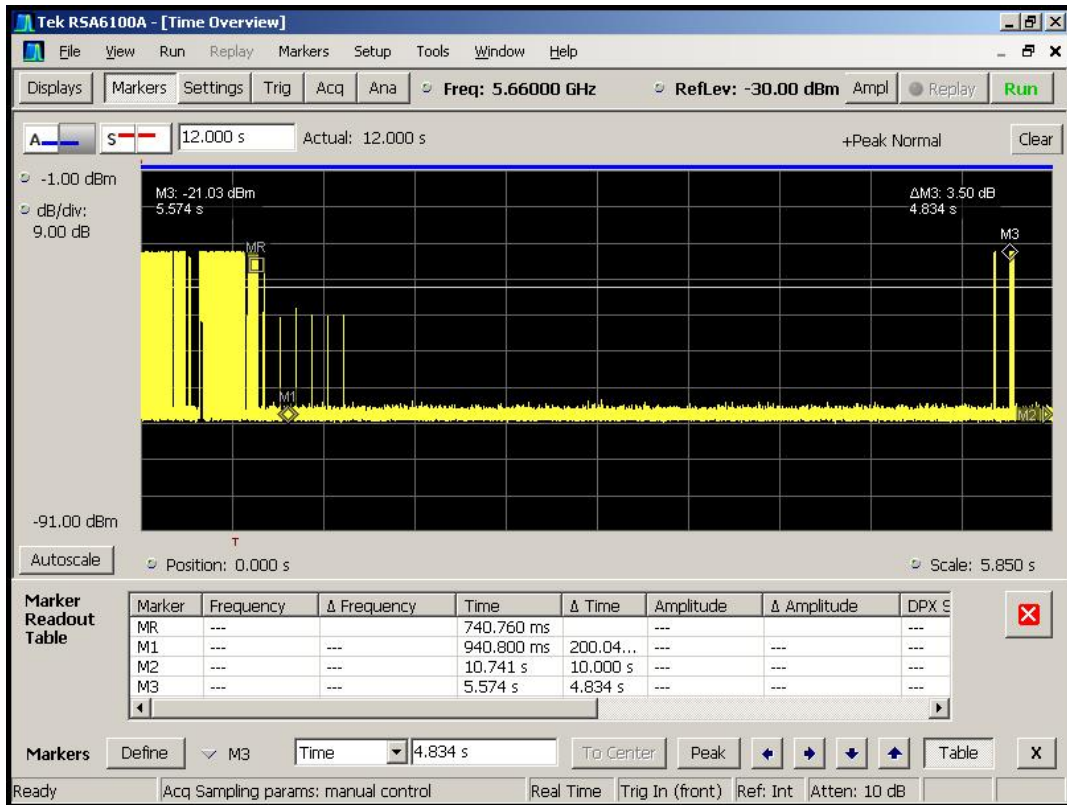 Tek RSA6100A - [Time Overview]
File View Run Replay Markers Setup Tools Window Help
Displays Markers Settings Trig Acq Ana Freq: 5.66000 GHz RefLev: -30.00 dBm Ampl Replay Run
A S 12.000 s Actual: 12.000 s +Peak Normal Clear
-1.00 dBm
dB/div:
9.00 dB
M3: -21.03 dBm
5.574 s
ΔM3: 3.50 dB
4.834 s
M3
MR
M1
M2
-91.00 dBm
T
Autoscale Position: 0.000 s Scale: 5.850 s
Marker Readout Table
Marker Frequency Δ Frequency Time Δ Time Amplitude Δ Amplitude DPX S
MR --- 740.760 ms --- ---
M1 --- --- 940.800 ms 200.04... --- --- ---
M2 --- --- 10.741 s 10.000 s --- --- ---
M3 --- --- 5.574 s 4.834 s --- --- ---
Markers Define M3 Time 4.834 s To Center Peak Table X
Ready Acq Sampling params: manual control Real Time Trig In (front) Ref: Int Atten: 10 dB